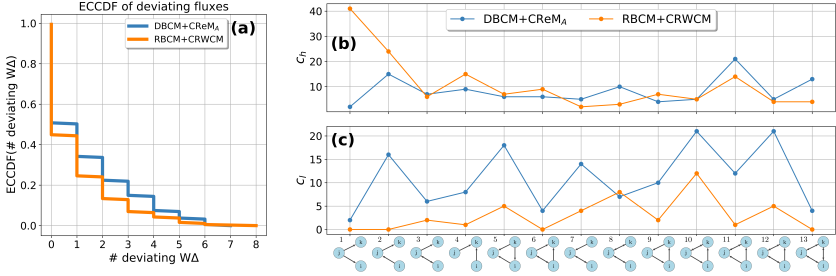 ECCDF of deviating fluxes
DBCM+CReM_A
RBCM+CRWCM
(a)
ECCDF(# deviating WΔ)
1.0
0.8
0.6
0.4
0.2
0.0
0 1 2 3 4 5 6 7 8
# deviating WΔ
DBCM+CReM_A
RBCM+CRWCM
(b)
c_h
40
30
20
10
(c)
c_l
20
15
10
5
0
1 2 3 4 5 6 7 8 9 10 11 12 13
k k k k k k k k k k k k k
j j j j j j j j j j j j j
i i i i i i i i i i i i i